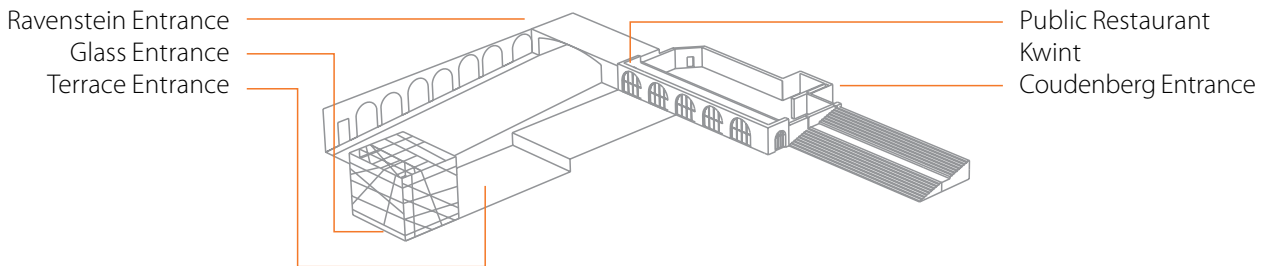 Ravenstein Entrance
Glass Entrance
Terrace Entrance
Public Restaurant
Kwint
Coudenberg Entrance